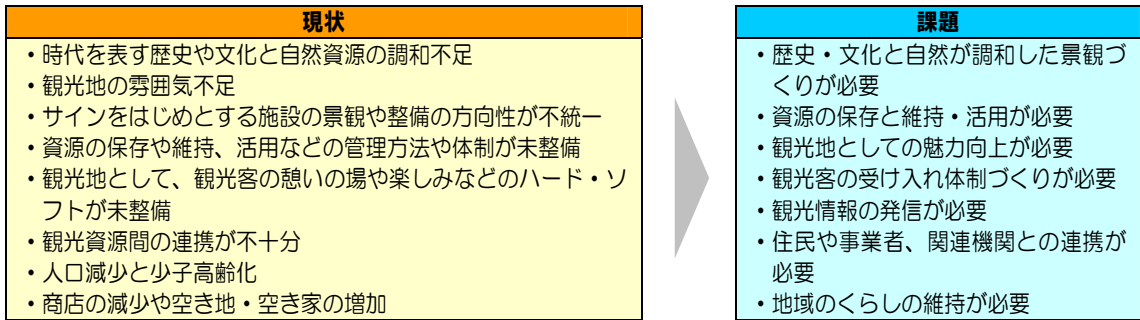 現状
・時代を表す歴史や文化と自然資源の調和不足
・観光地の雰囲気不足
・サインをはじめとする施設の景観や整備の方向性が不統一
・資源の保存や維持、活用などの管理方法や体制が未整備
・観光地として、観光客の憩いの場や楽しみなどのハード・ソ
フトが未整備
・観光資源間の連携が不十分
・人口減少と少子高齢化
・商店の減少や空き地・空き家の増加
課題
・歴史・文化と自然が調和した景観づ
くりが必要
・資源の保存と維持・活用が必要
・観光地としての魅力向上が必要
・観光客の受け入れ体制づくりが必要
・観光情報の発信が必要
・住民や事業者、関連機関との連携が
必要
・地域のくらしの維持が必要